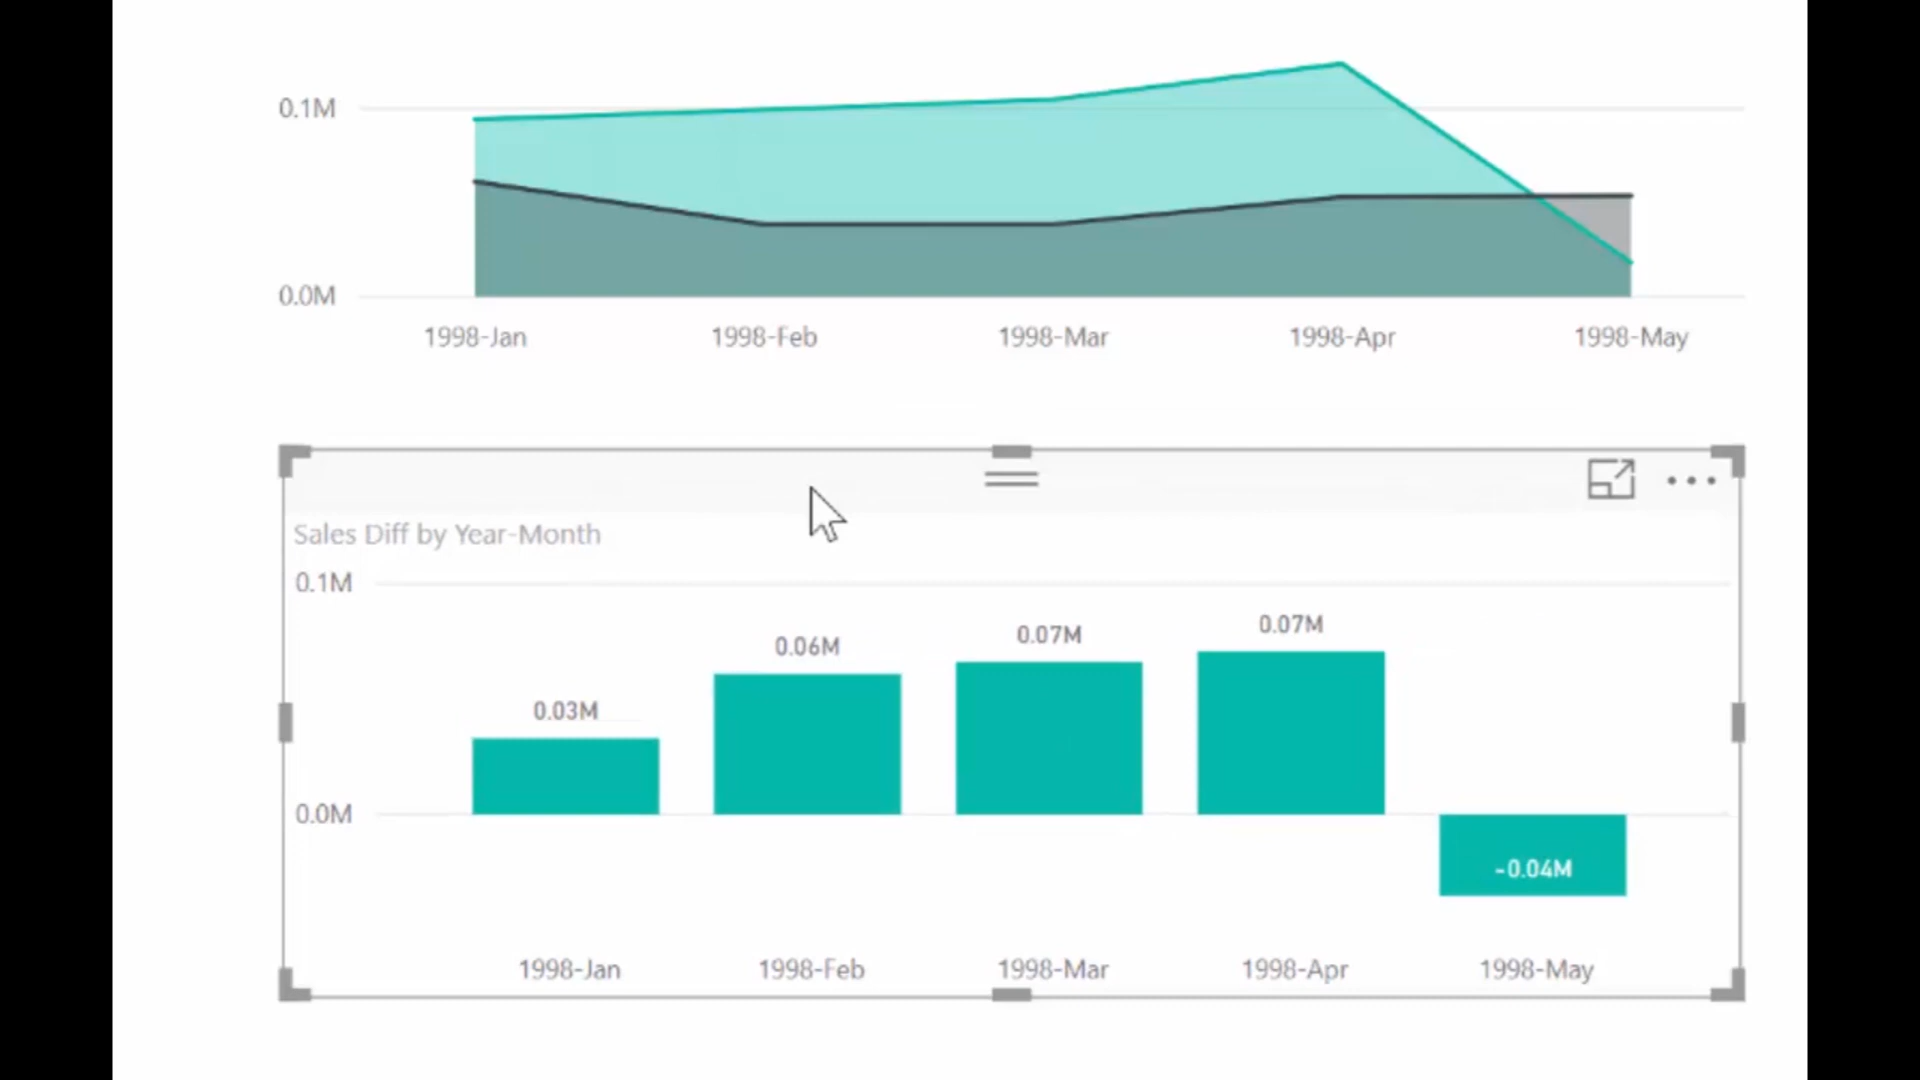 0.1M
0.0M
1998-Jan 1998-Feb 1998-Mar 1998-Apr 1998-May
Sales Diff by Year-Month
0.1M
0.07M
0.07M
0.06M
0.03M
0.0M
-0.04M
1998-Jan 1998-Feb 1998-Mar 1998-Apr 1998-May